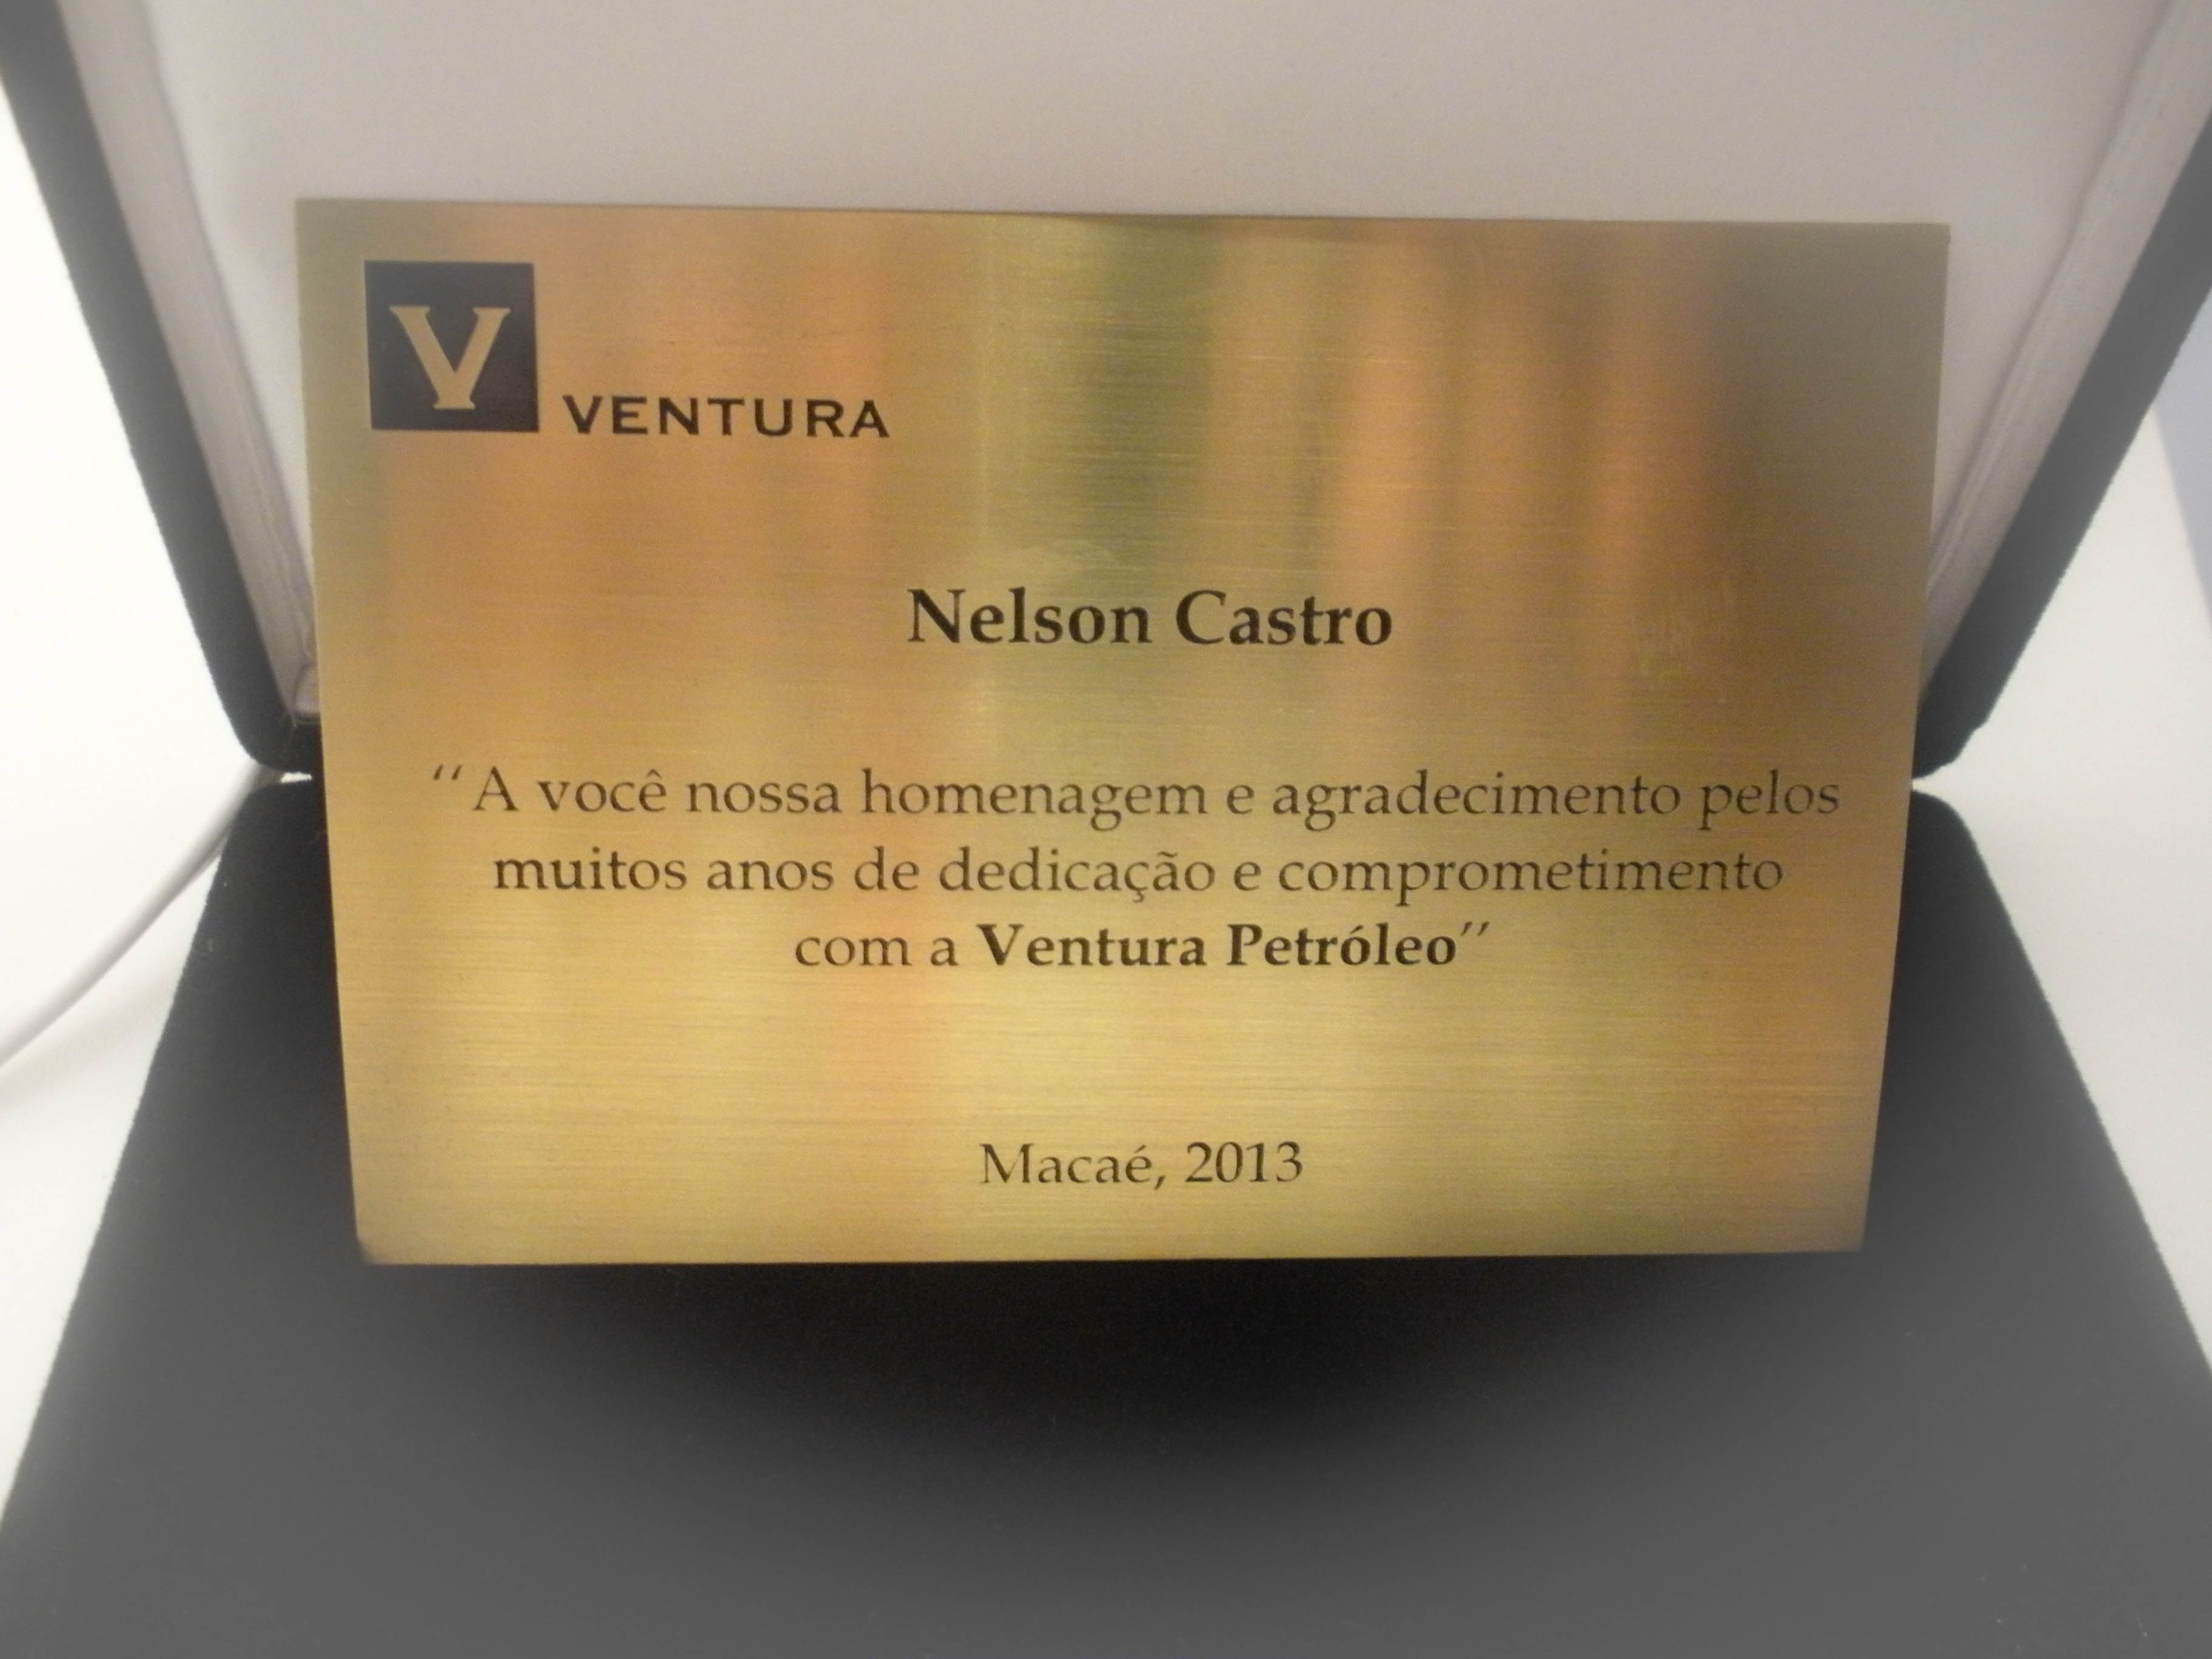 V VENTURA
Nelson Castro
"A você nossa homenagem e agradecimento pelos
muitos anos de dedicação e comprometimento
com a Ventura Petróleo"
Macaé, 2013